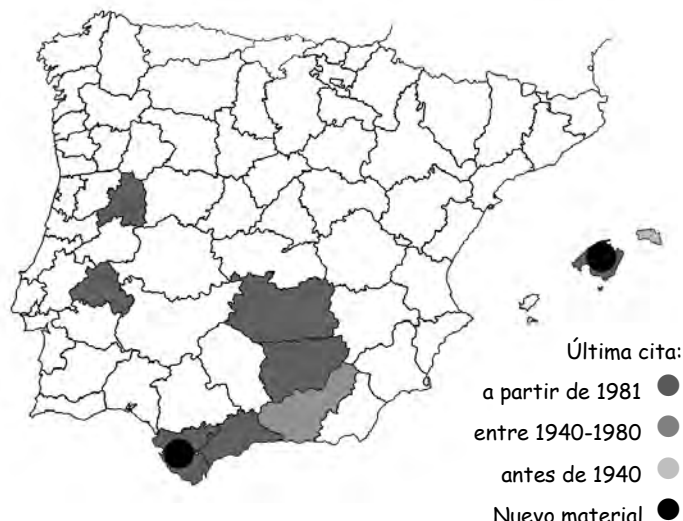 Última cita:
a partir de 1981
entre 1940-1980
antes de 1940
Nuevo material